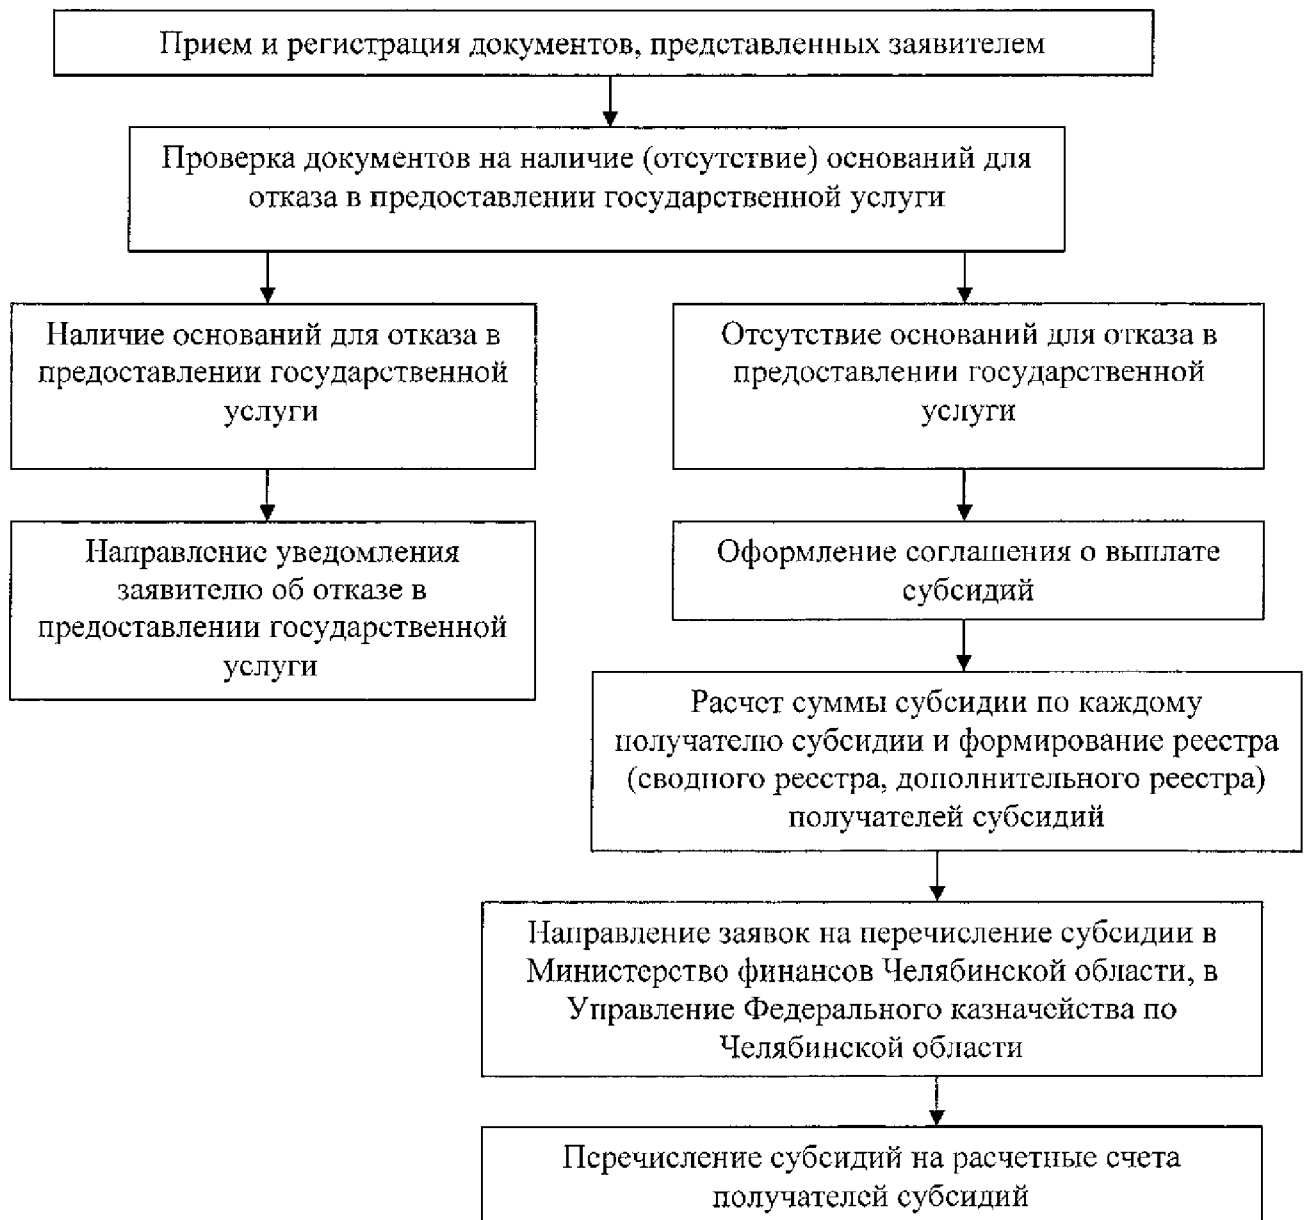 Прием и регистрация документов, представленных заявителем
Проверка документов на наличие (отсутствие) оснований для
отказа в предоставлении государственной услуги
Наличие оснований для отказа в
предоставлении государственной
услуги
Отсутствие оснований для отказа в
предоставлении государственной
услуги
Направление уведомления
заявителю об отказе в
предоставлении государственной
услуги
Оформление соглашения о выплате
субсидий
Расчет суммы субсидии по каждому
получателю субсидии и формирование реестра
(сводного реестра, дополнительного реестра)
получателей субсидий
Направление заявок на перечисление субсидии в
Министерство финансов Челябинской области, в
Управление Федерального казначейства по
Челябинской области
Перечисление субсидий на расчетные счета
получателей субсидий